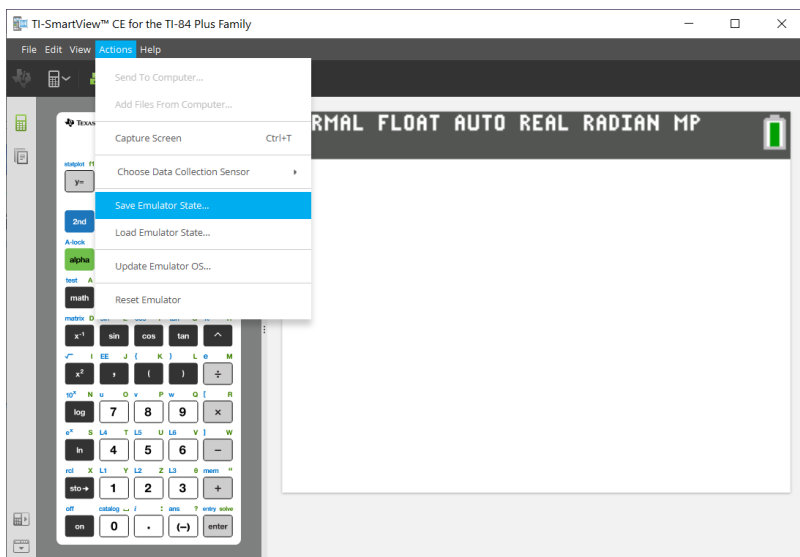 TI-SmartView™ CE for the TI-84 Plus Family
File Edit View Actions Help
Send To Computer...
Add Files From Computer...
Capture Screen Ctrl+T
Choose Data Collection Sensor
Save Emulator State...
Load Emulator State...
Update Emulator OS...
Reset Emulator
RMAL FLOAT AUTO REAL RADIAN MP
TEXAS
statplot f1
y=
2nd
A-lock
alpha
test A
math
matrix D
x⁻¹ sin cos tan ^
√ I EE J { K } L e M
x² , ( ) ÷
10ˣ N u O v P w Q [ R
log 7 8 9 ×
eˣ S L4 T L5 U L6 V ] W
ln 4 5 6 −
rcl X L1 Y L2 Z L3 θ mem "
sto→ 1 2 3 +
off catalog i : ans ? entry solve
on 0 . (−) enter